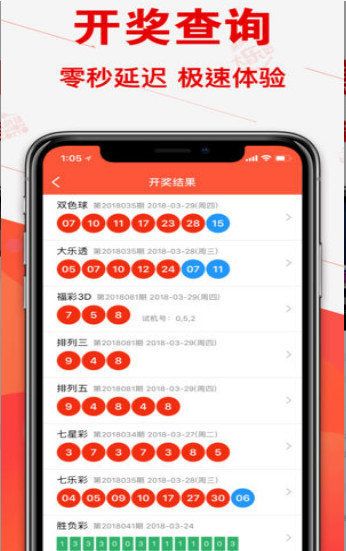 开奖查询
零秒延迟 极速体验
1:05
开奖结果
双色球 第2018035期 2018-03-29(周四)
07 10 11 17 23 28 15
大乐透 第2018035期 2018-03-28(周三)
05 07 10 12 24 07 11
福彩3D 第2018081期 2018-03-29(周四)
7 5 8 试机号：0,5,2
排列三 第2018081期 2018-03-29(周四)
9 4 8
排列五 第2018081期 2018-03-29(周四)
9 4 8 4 8
七星彩 第2018034期 2018-03-27(周二)
3 7 3 7 3 8 5
七乐彩 第2018035期 2018-03-28(周三)
04 05 09 10 17 27 30 06
胜负彩 第2018041期 2018-03-24
1 3 3 3 0 0 3 1 1 1 1 0 0 3